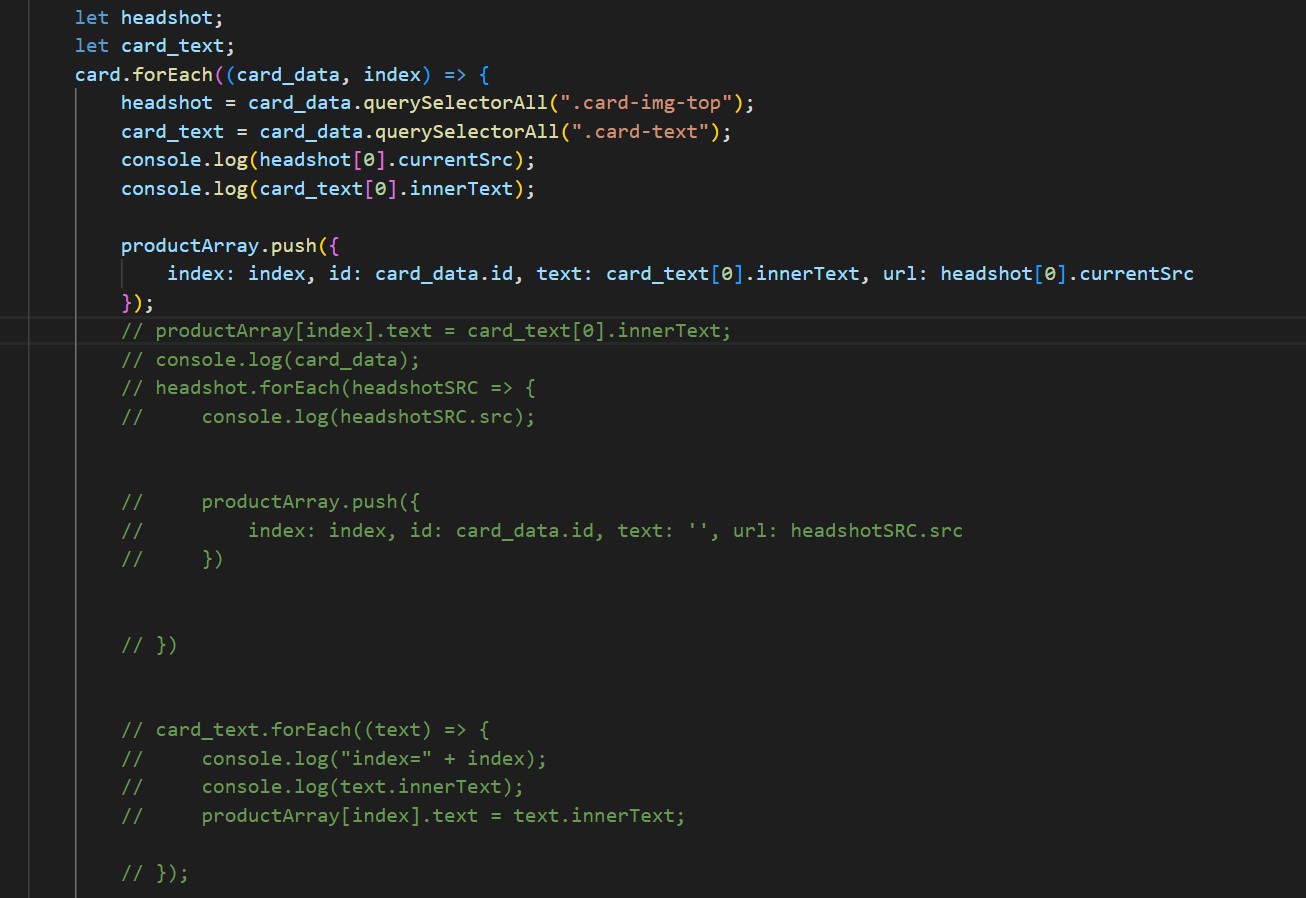 let headshot;
let card_text;
card.forEach((card_data, index) => {
    headshot = card_data.querySelectorAll(".card-img-top");
    card_text = card_data.querySelectorAll(".card-text");
    console.log(headshot[0].currentSrc);
    console.log(card_text[0].innerText);
    productArray.push({
        index: index, id: card_data.id, text: card_text[0].innerText, url: headshot[0].currentSrc
    });
    // productArray[index].text = card_text[0].innerText;
    // console.log(card_data);
    // headshot.forEach(headshotSRC => {
    //     console.log(headshotSRC.src);
    //     productArray.push({
    //         index: index, id: card_data.id, text: '', url: headshotSRC.src
    //     })
    // })
    // card_text.forEach((text) => {
    //     console.log("index=" + index);
    //     console.log(text.innerText);
    //     productArray[index].text = text.innerText;
    // });